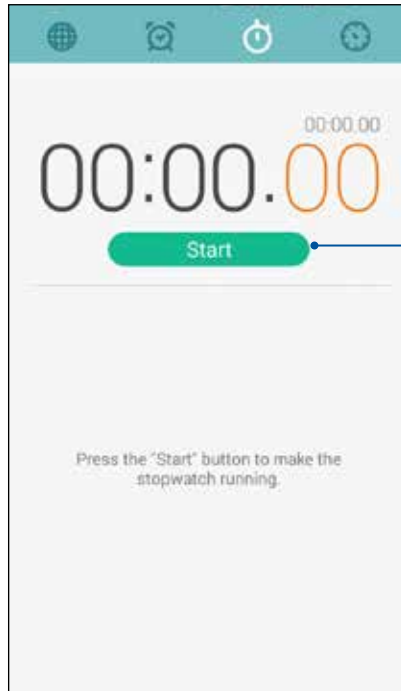 00:00.00
00:00.00
Start
Press the "Start" button to make the
stopwatch running.